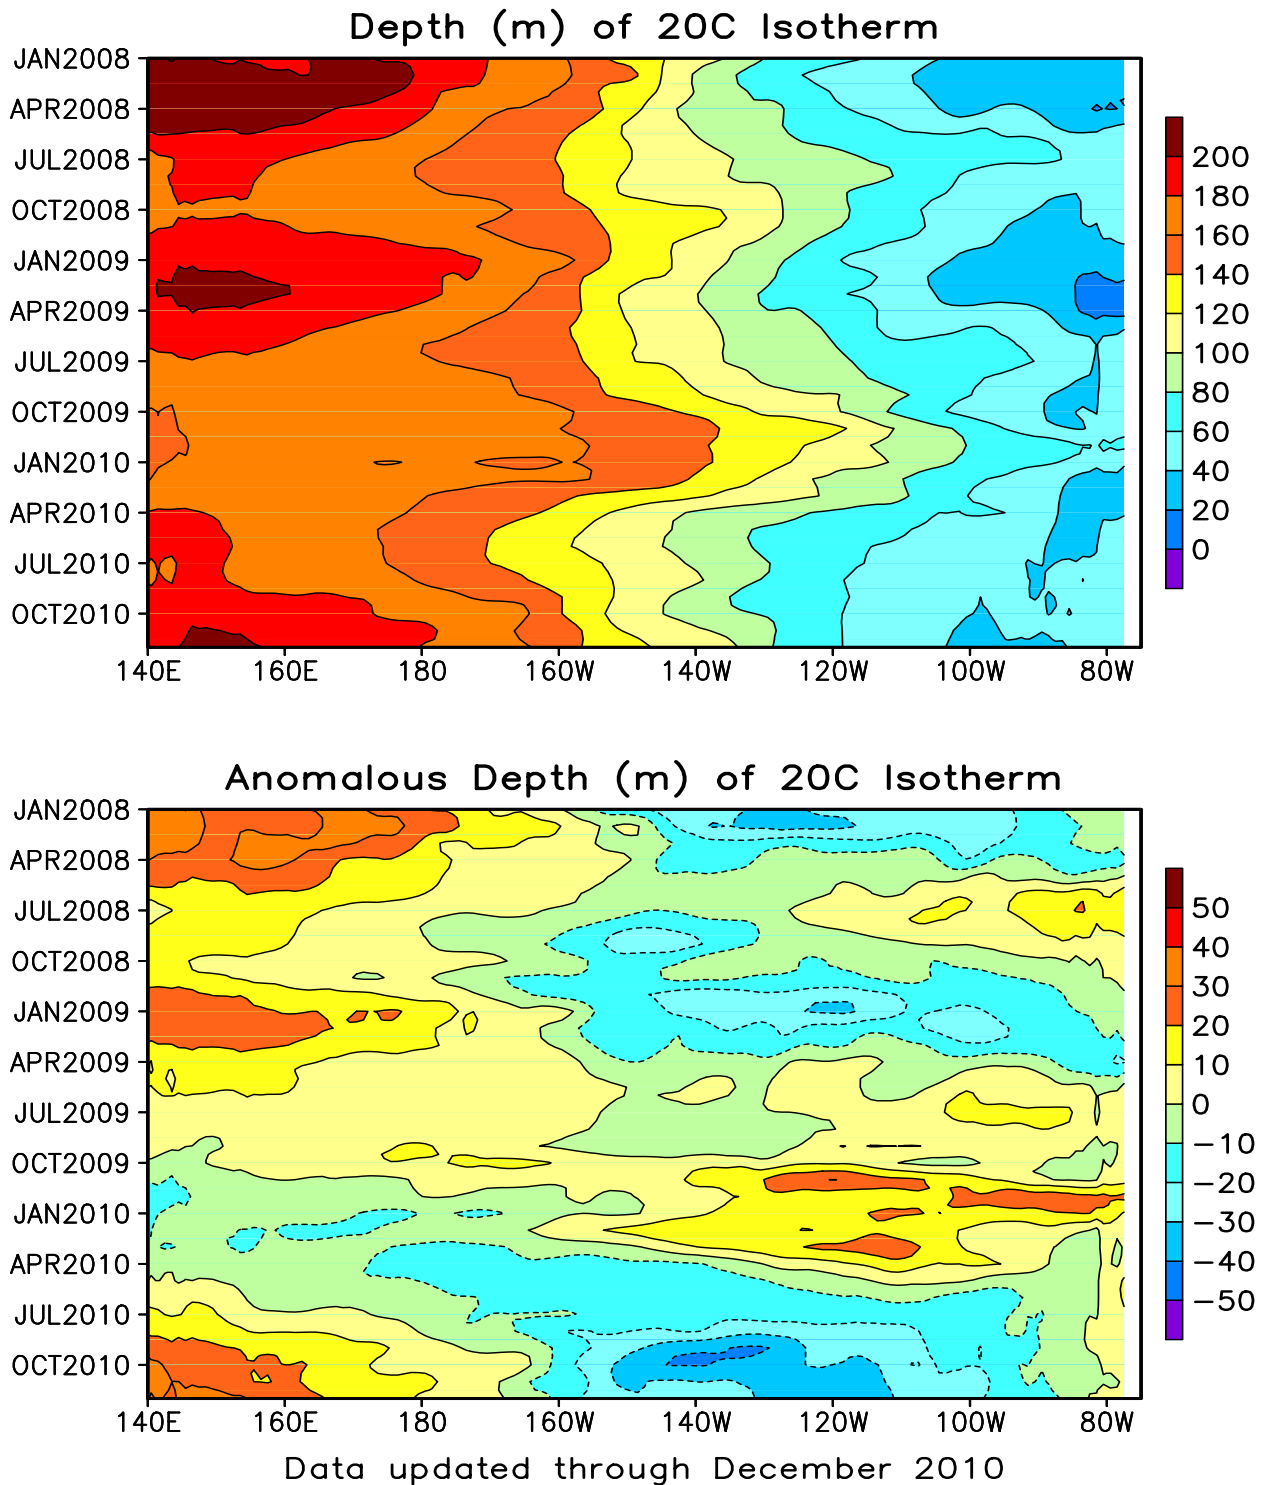 Depth (m) of 20C Isotherm
JAN2008
APR2008
JUL2008
OCT2008
JAN2009
APR2009
JUL2009
OCT2009
JAN2010
APR2010
JUL2010
OCT2010
140E 160E 180 160W 140W 120W 100W 80W
200
180
160
140
120
100
80
60
40
20
0
Anomalous Depth (m) of 20C Isotherm
JAN2008
APR2008
JUL2008
OCT2008
JAN2009
APR2009
JUL2009
OCT2009
JAN2010
APR2010
JUL2010
OCT2010
140E 160E 180 160W 140W 120W 100W 80W
50
40
30
20
10
0
−10
−20
−30
−40
−50
Data updated through December 2010